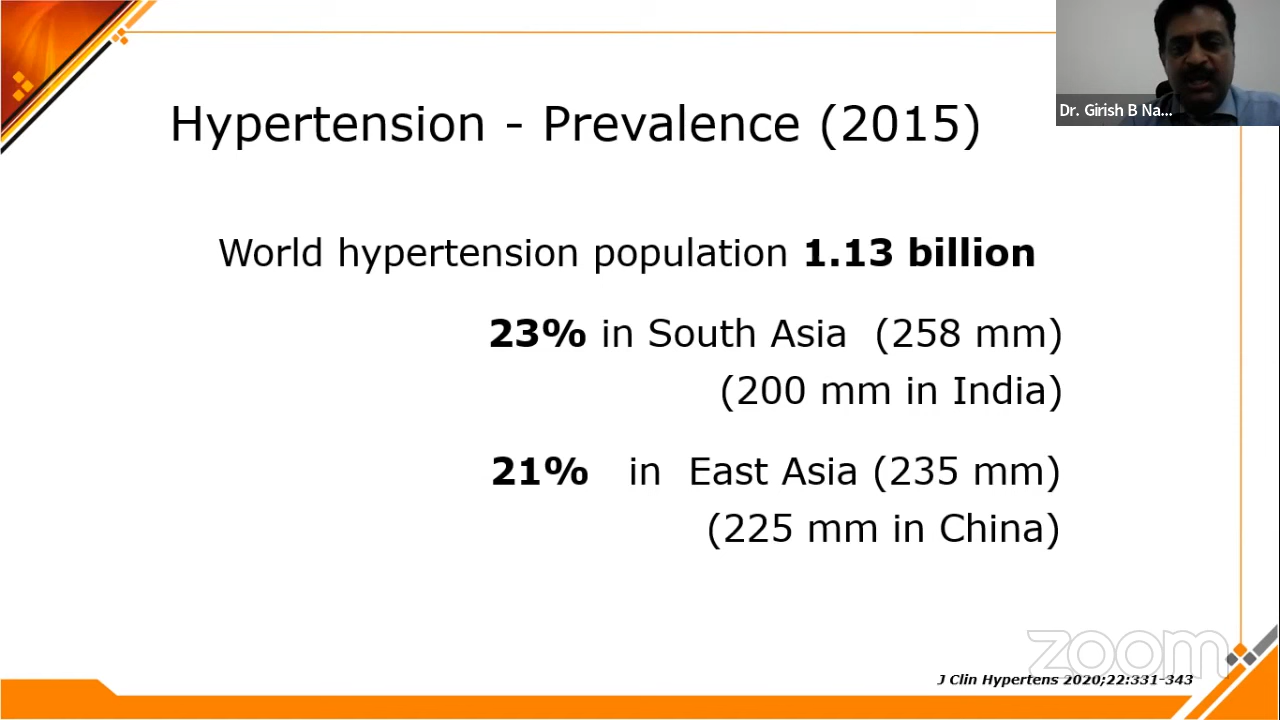 Hypertension - Prevalence (2015)
Dr. Girish B Na...
World hypertension population 1.13 billion
23% in South Asia (258 mm)
(200 mm in India)
21% in East Asia (235 mm)
(225 mm in China)
zoom
J Clin Hypertens 2020;22:331-343